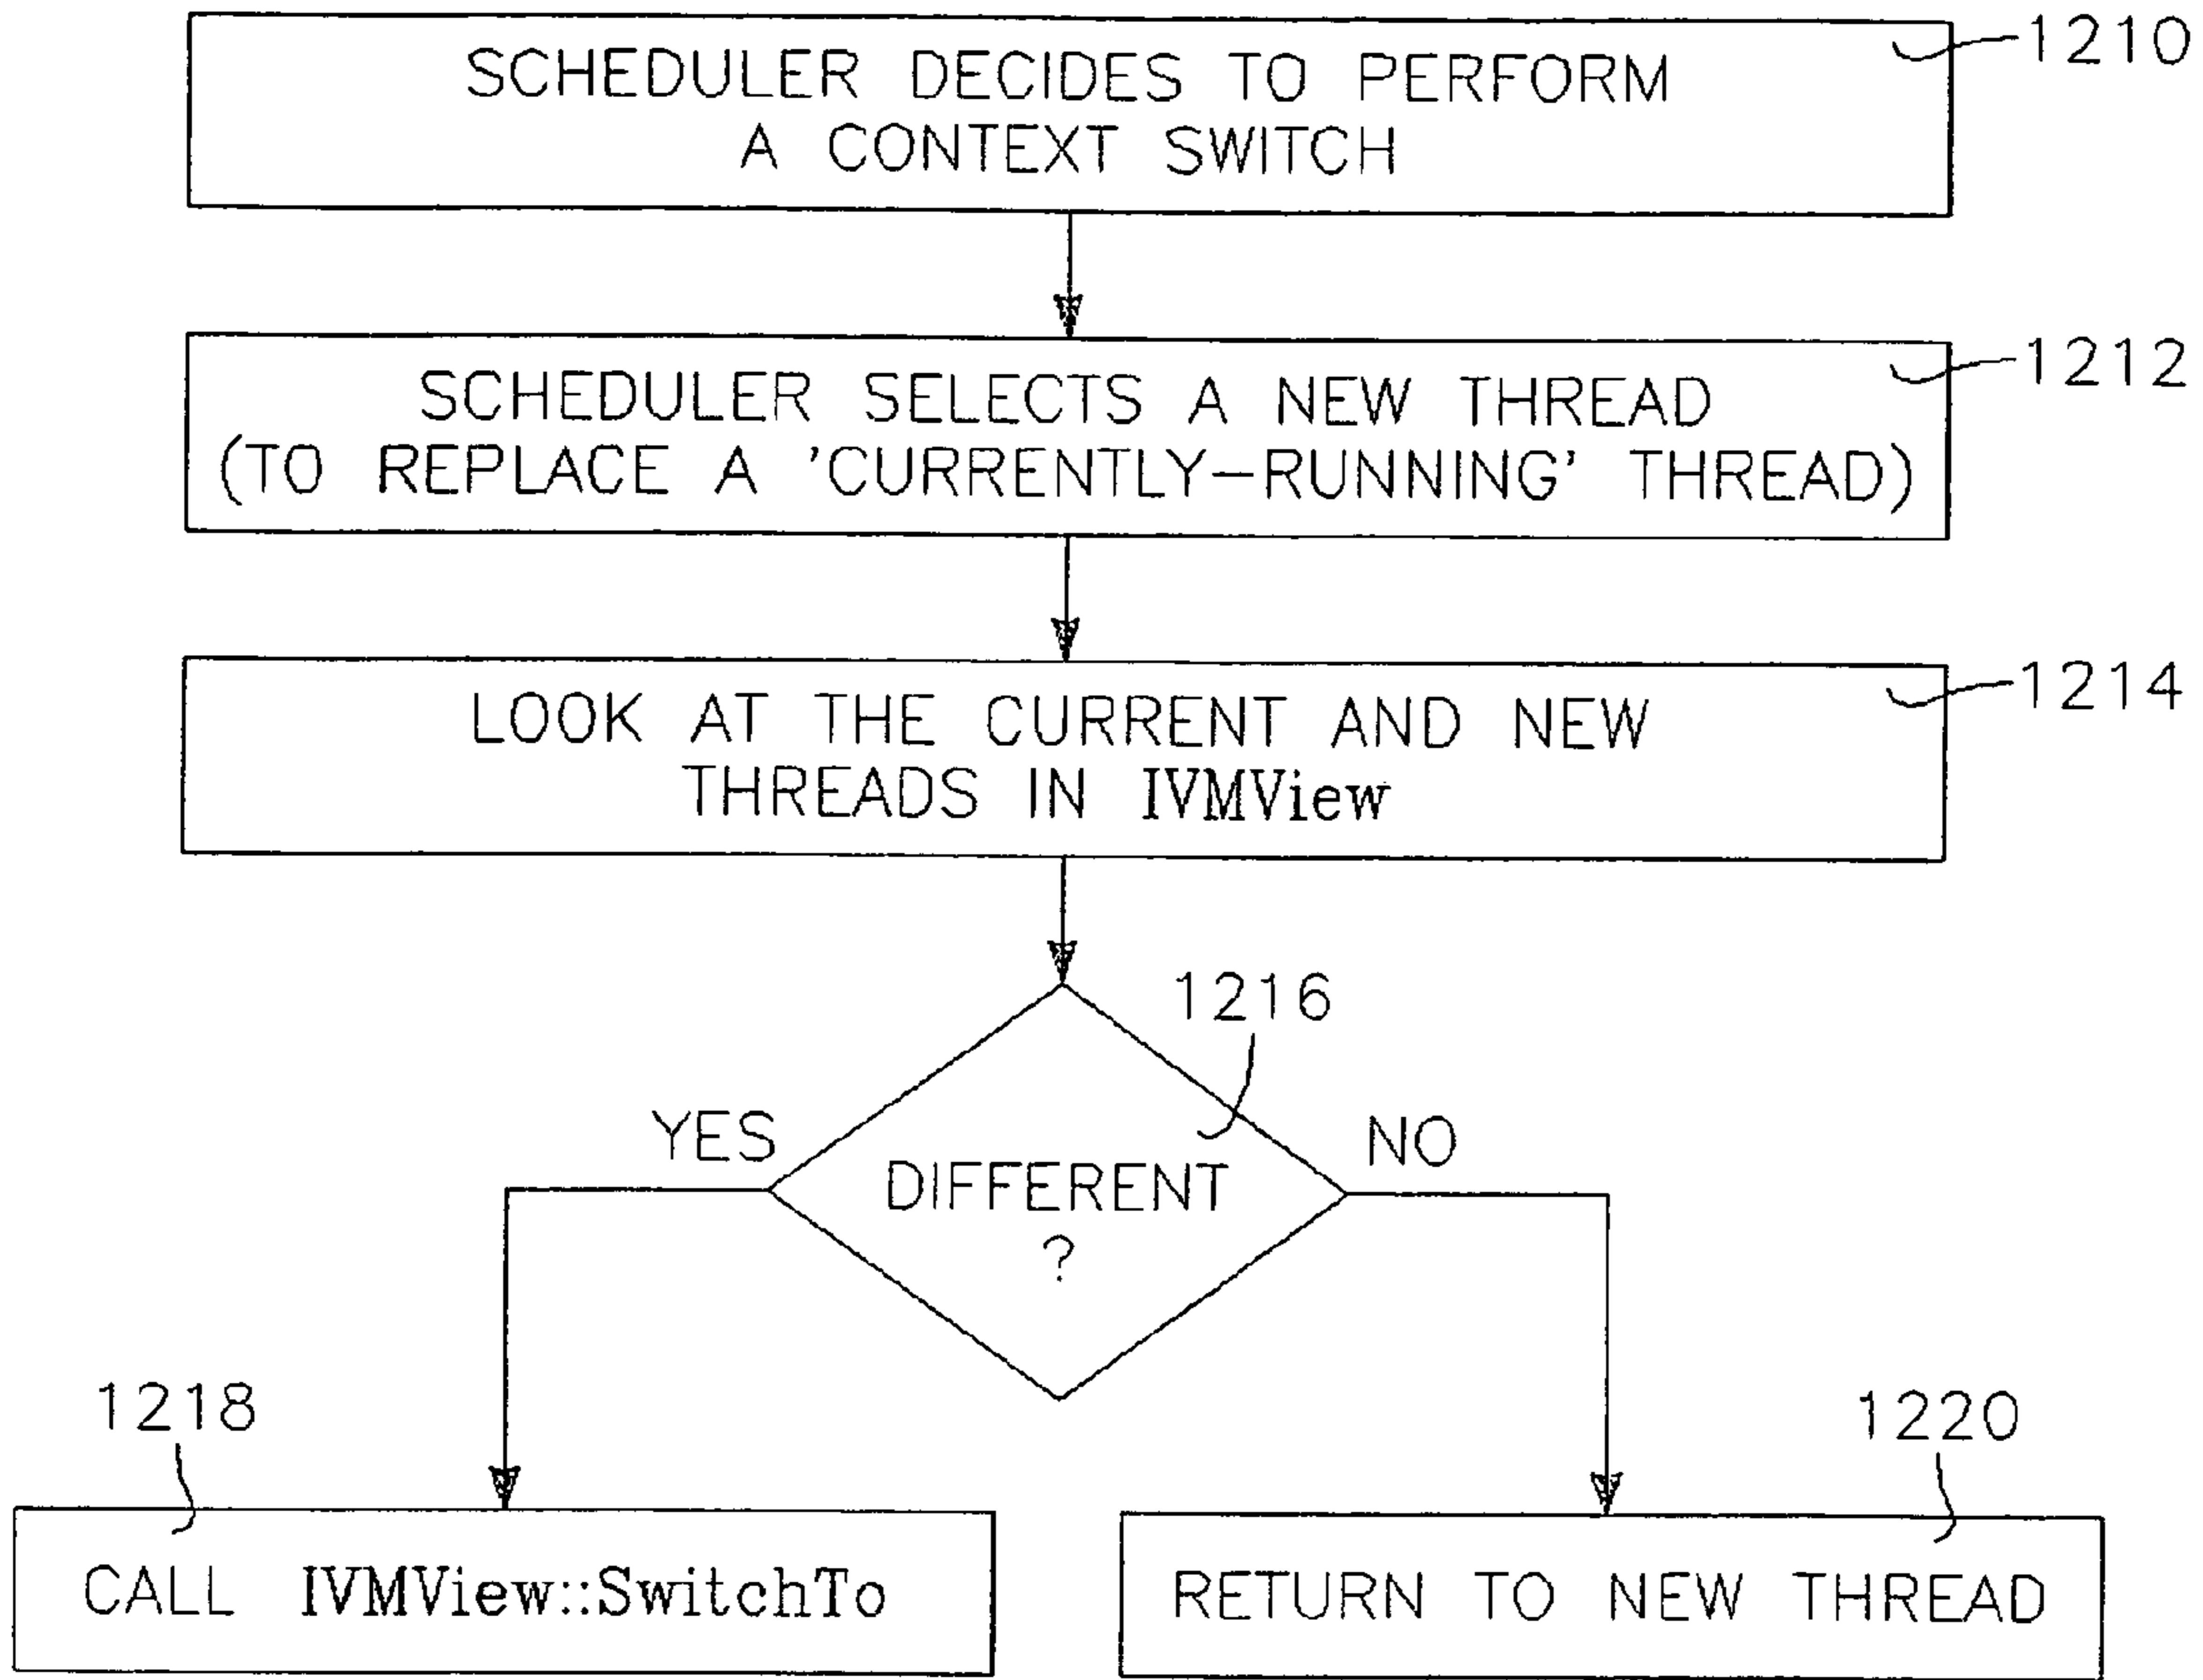 1210
SCHEDULER DECIDES TO PERFORM
A CONTEXT SWITCH
1212
SCHEDULER SELECTS A NEW THREAD
(TO REPLACE A 'CURRENTLY-RUNNING' THREAD)
1214
LOOK AT THE CURRENT AND NEW
THREADS IN IVMView
1216
YES
NO
DIFFERENT
?
1218
1220
CALL IVMView::SwitchTo
RETURN TO NEW THREAD